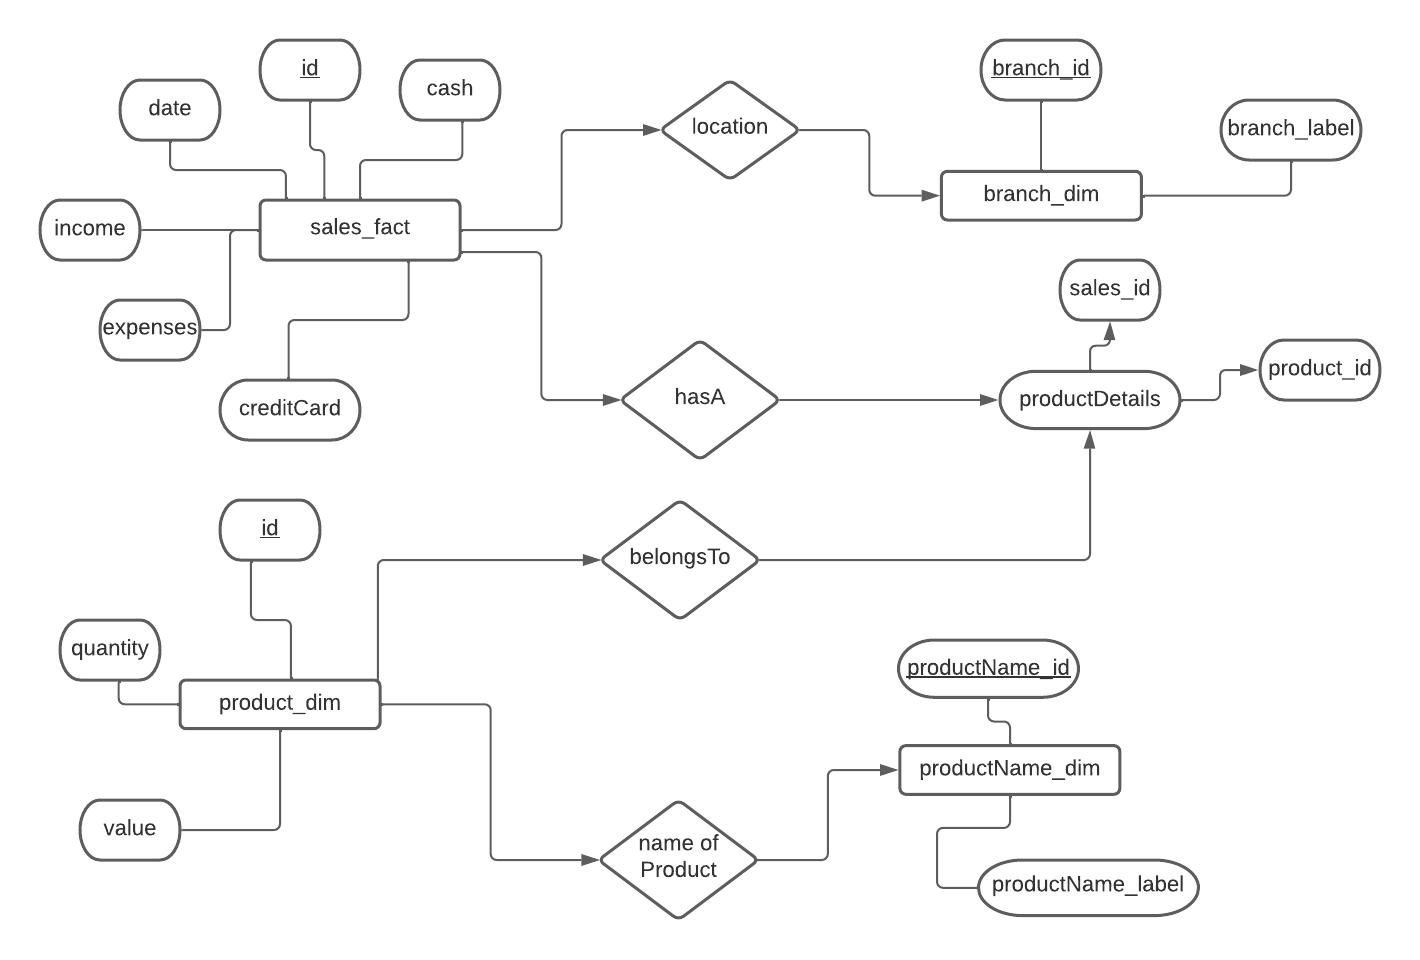 id
cash
date
location
branch_id
branch_label
income
sales_fact
branch_dim
expenses
sales_id
product_id
creditCard
hasA
productDetails
id
belongsTo
quantity
product_dim
productName_id
productName_dim
value
name of
Product
productName_label